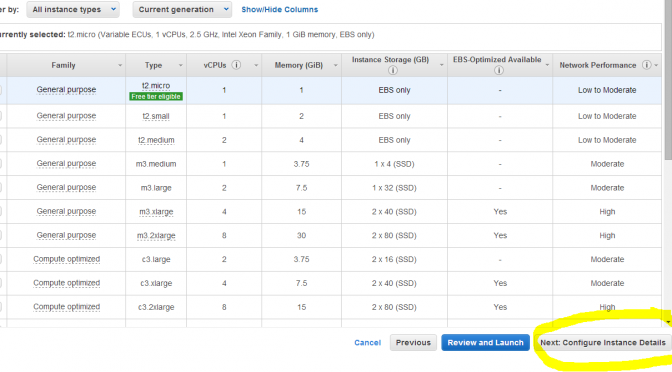 er by: All instance types Current generation Show/Hide Columns
urrently selected: t2.micro (Variable ECUs, 1 vCPUs, 2.5 GHz, Intel Xeon Family, 1 GiB memory, EBS only)
Family Type vCPUs Memory (GiB) Instance Storage (GB) EBS-Optimized Available Network Performance
General purpose t2.micro 1 1 EBS only - Low to Moderate
Free tier eligible
General purpose t2.small 1 2 EBS only - Low to Moderate
General purpose t2.medium 2 4 EBS only - Low to Moderate
General purpose m3.medium 1 3.75 1 x 4 (SSD) - Moderate
General purpose m3.large 2 7.5 1 x 32 (SSD) - Moderate
General purpose m3.xlarge 4 15 2 x 40 (SSD) Yes High
General purpose m3.2xlarge 8 30 2 x 80 (SSD) Yes High
Compute optimized c3.large 2 3.75 2 x 16 (SSD) - Moderate
Compute optimized c3.xlarge 4 7.5 2 x 40 (SSD) Yes Moderate
Compute optimized c3.2xlarge 8 15 2 x 80 (SSD) Yes High
Cancel Previous Review and Launch Next: Configure Instance Details